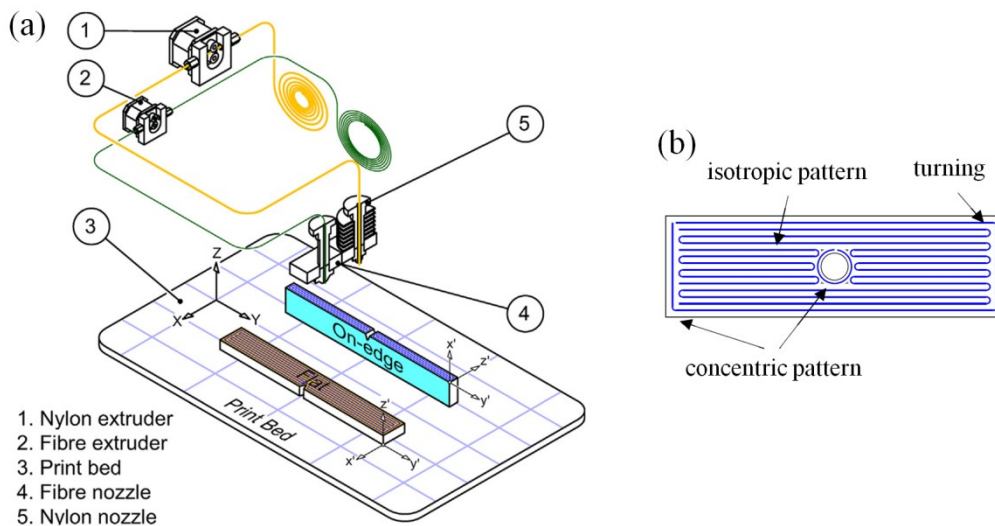 (a)
1
2
5
3
4
Z
X
Y
On-edge
x'
z'
y'
Flat
z'
x'
y'
Print Bed
1. Nylon extruder
2. Fibre extruder
3. Print bed
4. Fibre nozzle
5. Nylon nozzle
(b)
isotropic pattern
turning
concentric pattern